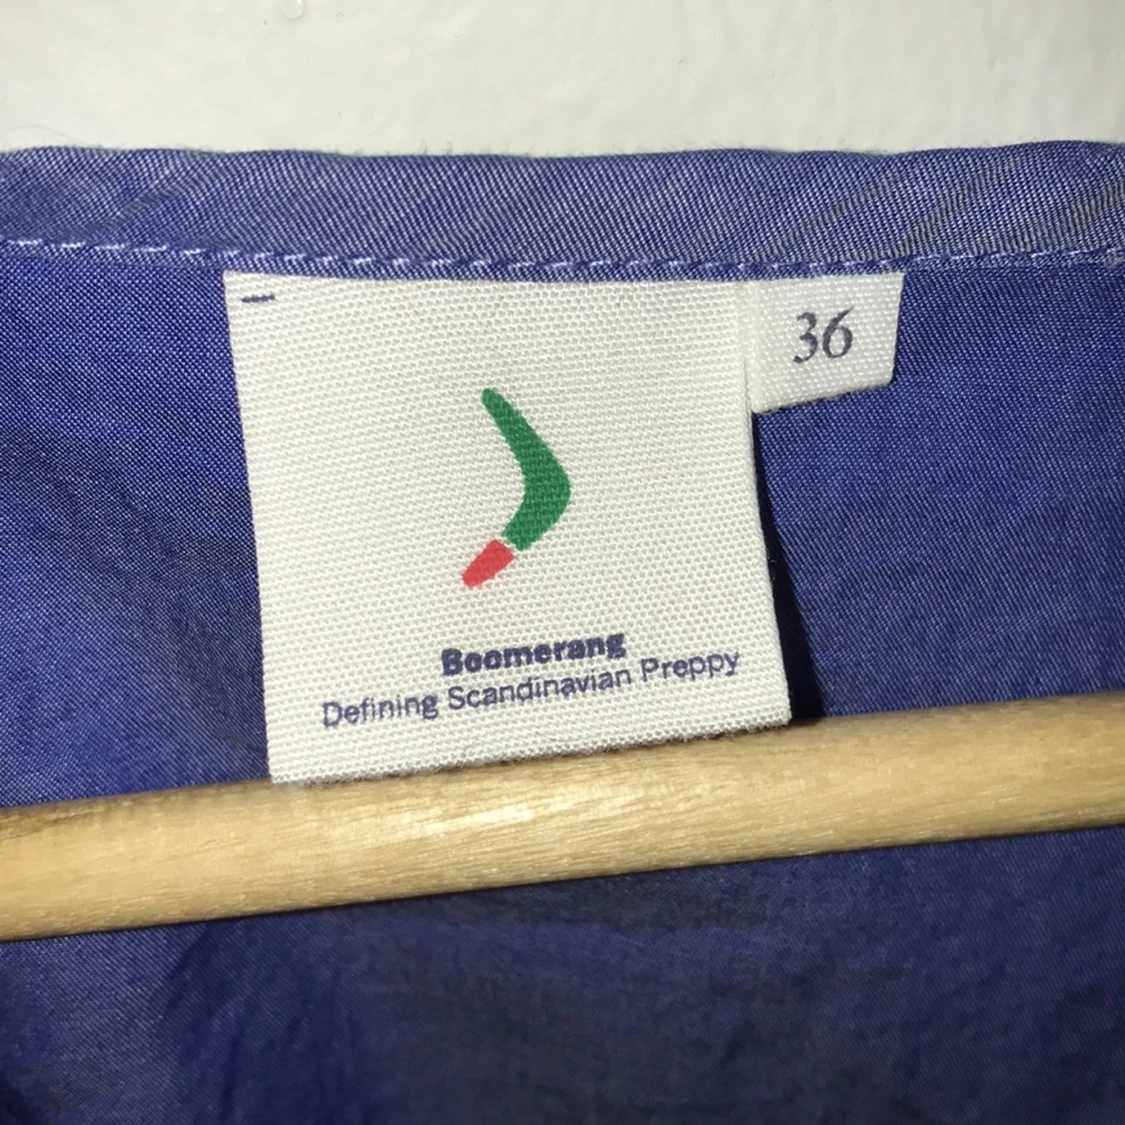 36
Boomerang
Defining Scandinavian Preppy